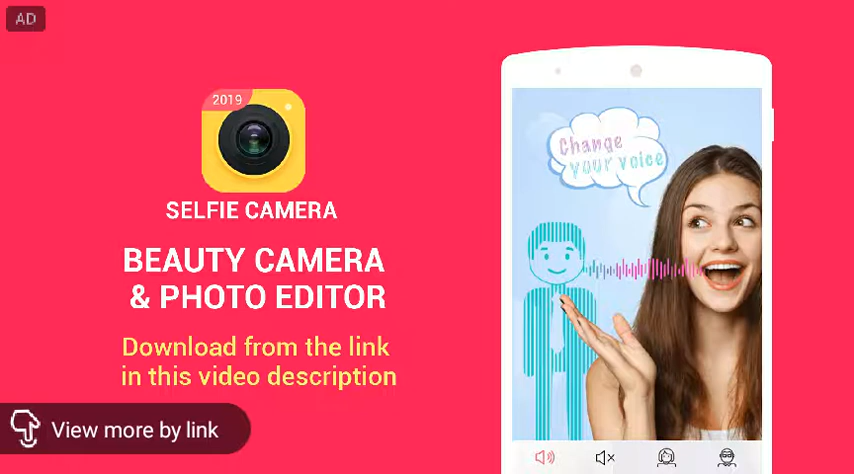 AD
2019
SELFIE CAMERA
BEAUTY CAMERA
& PHOTO EDITOR
Download from the link
in this video description
View more by link
Change
your voice